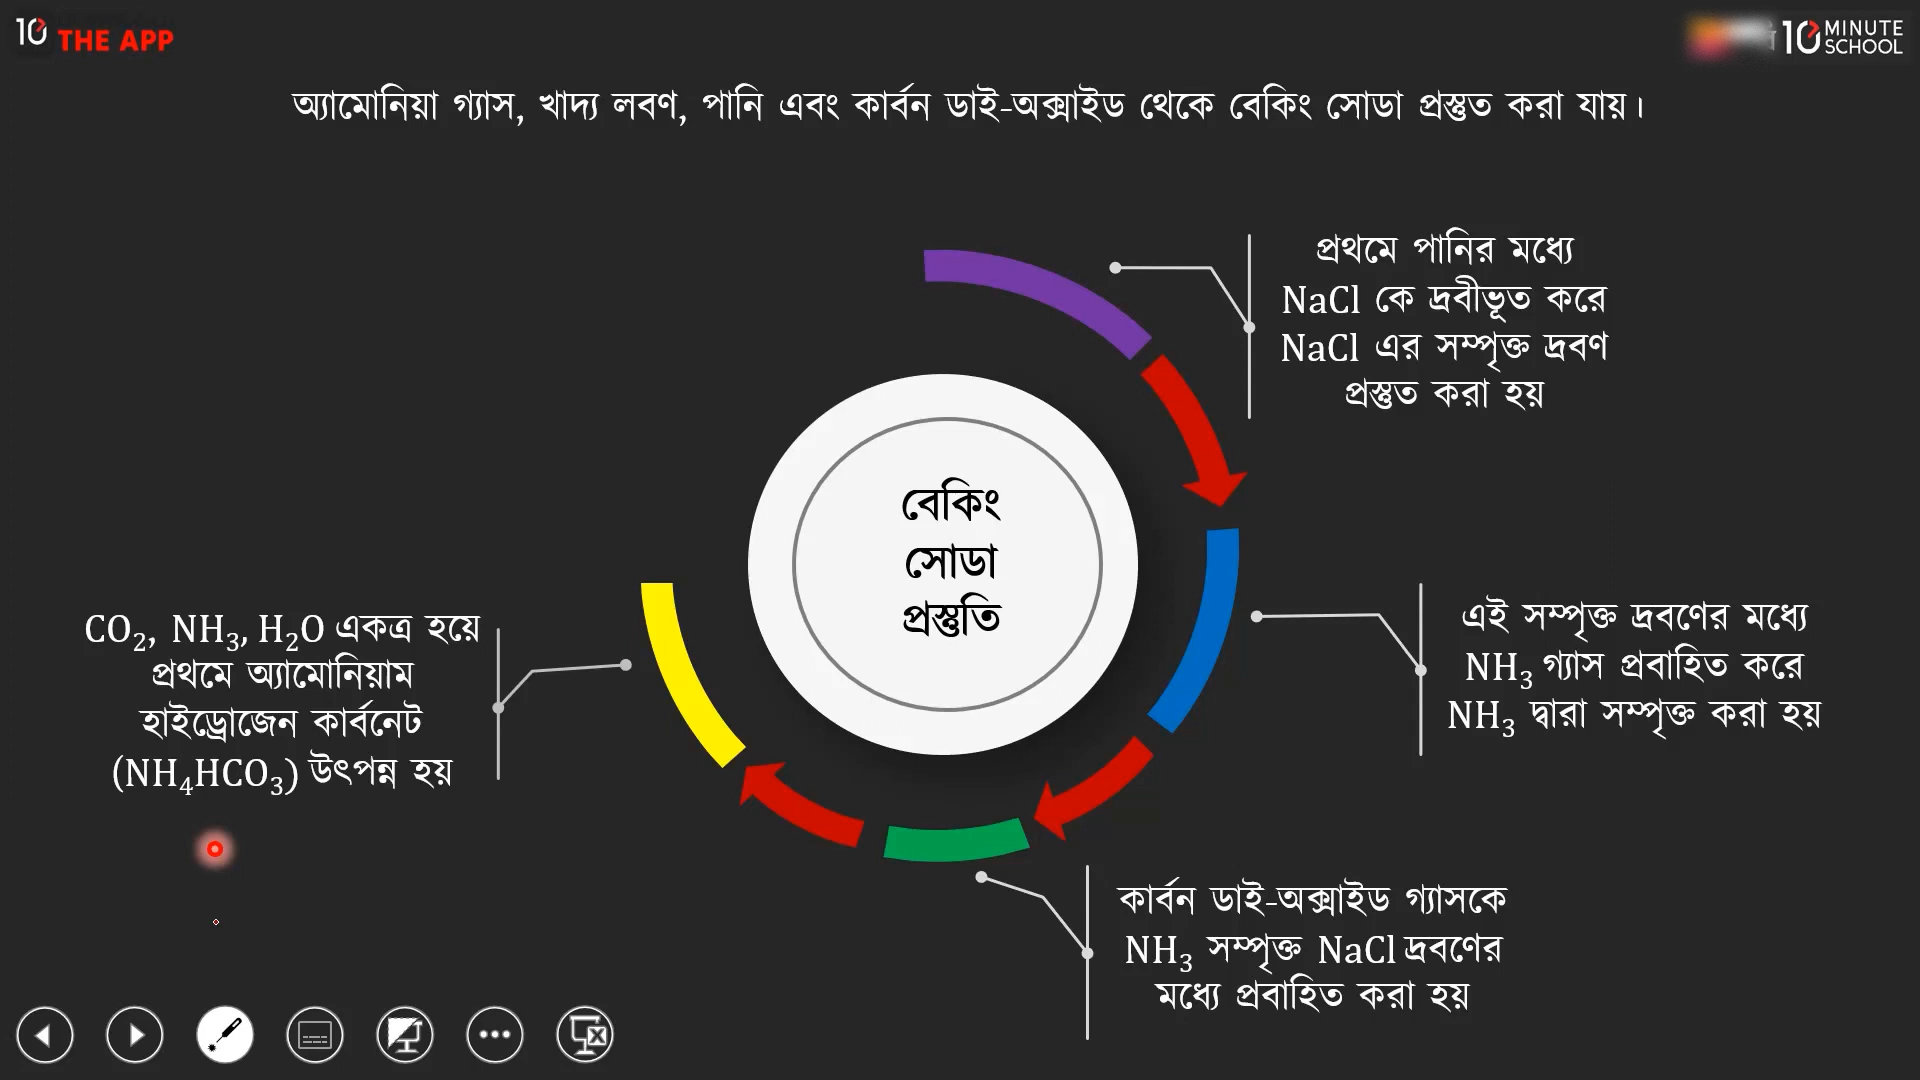 10 THE APP
10 MINUTE SCHOOL
অ্যামোনিয়া গ্যাস, খাদ্য লবণ, পানি এবং কার্বন ডাই-অক্সাইড থেকে বেকিং সোডা প্রস্তুত করা যায়।
প্রথমে পানির মধ্যে
NaCl কে দ্রবীভূত করে
NaCl এর সম্পৃক্ত দ্রবণ
প্রস্তুত করা হয়
বেকিং
সোডা
প্রস্তুতি
এই সম্পৃক্ত দ্রবণের মধ্যে
NH₃ গ্যাস প্রবাহিত করে
NH₃ দ্বারা সম্পৃক্ত করা হয়
কার্বন ডাই-অক্সাইড গ্যাসকে
NH₃ সম্পৃক্ত NaCl দ্রবণের
মধ্যে প্রবাহিত করা হয়
CO₂, NH₃, H₂O একত্র হয়ে
প্রথমে অ্যামোনিয়াম
হাইড্রোজেন কার্বনেট
(NH₄HCO₃) উৎপন্ন হয়